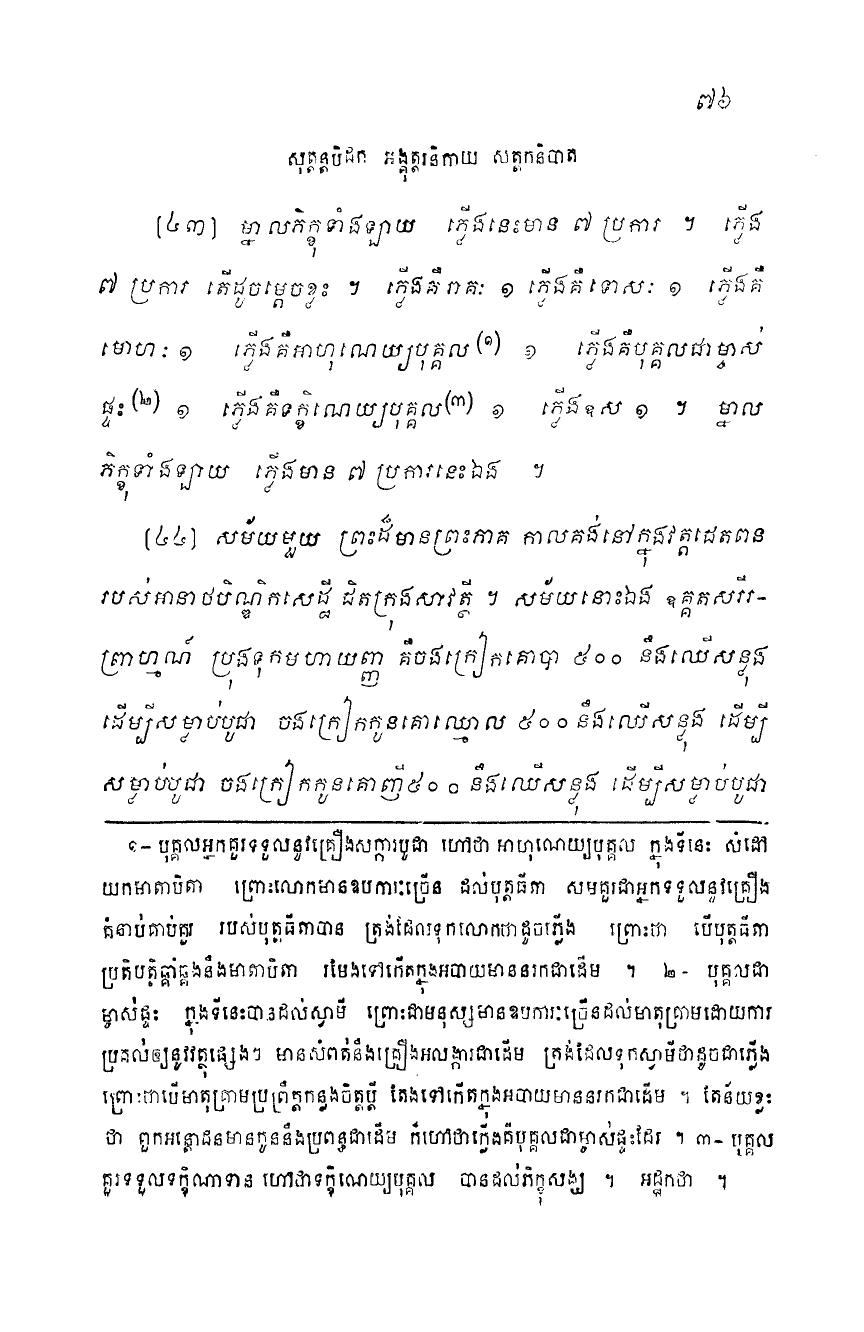 ៧៦
សុត្តន្តបិដក អង្គុត្តរនិកាយ សត្តកនិបាត
[៤៣] ម្នាលភិក្ខុទាំងឡាយ ភ្លើងនេះមាន ៧ ប្រការ ។ ភ្លើង
៧ ប្រការ តើដូចម្តេចខ្លះ ។ ភ្លើងគឺរាគៈ ១ ភ្លើងគឺទោសៈ ១ ភ្លើងគឺ
មោហៈ ១ ភ្លើងគឺអាហុណេយ្យបុគ្គល (១) ១ ភ្លើងគឺបុគ្គលជាម្ចាស់
ផ្ទះ (២) ១ ភ្លើងគឺទក្ខិណេយ្យបុគ្គល (៣) ១ ភ្លើងឧស ១ ។ ម្នាល
ភិក្ខុទាំងឡាយ ភ្លើងមាន ៧ ប្រការនេះឯង ។
[៤៤] សម័យមួយ ព្រះដ៏មានព្រះភាគ កាលគង់នៅក្នុងវត្តជេតពន
របស់អនាថបិណ្ឌិកសេដ្ឋី ជិតក្រុងសាវត្ថី ។ សម័យនោះឯង ឧគ្គតសរីរ-
ព្រាហ្មណ៍ ប្រុងទុកមហាយញ្ញ គឺចងក្រៀកគោបា ៥០០ នឹងឈើសន្ទុង
ដើម្បីសម្លាប់បូជា ចងក្រៀកកូនគោឈ្មោល ៥០០ នឹងឈើសន្ទុង ដើម្បី
សម្លាប់បូជា ចងក្រៀកកូនគោញី ៥០០ នឹងឈើសន្ទុង ដើម្បីសម្លាប់បូជា
១- បុគ្គលអ្នកគួរទទួលនូវគ្រឿងសក្ការបូជា ហៅថា អាហុណេយ្យបុគ្គល ក្នុងទីនេះ សំដៅ
យកមាតាបិតា ព្រោះលោកមានឧបការៈច្រើន ដល់បុត្តធីតា សមគួរជាអ្នកទទួលនូវគ្រឿង
គំនាប់គាប់គួរ របស់បុត្តធីតាបាន ត្រង់ដែលទុកលោកជាដូចភ្លើង ព្រោះថា បើបុត្តធីតា
ប្រតិបត្តិឆ្គាំឆ្គងនឹងមាតាបិតា រមែងទៅកើតក្នុងអបាយមាននរកជាដើម ។ ២- បុគ្គលជា
ម្ចាស់ផ្ទះ ក្នុងទីនេះបានដល់ស្វាមី ព្រោះជាមនុស្សមានឧបការៈច្រើនដល់មាតុគ្រាមដោយការ
ប្រគល់ឲ្យនូវវត្ថុផ្សេងៗ មានសំពត់នឹងគ្រឿងអលង្ការជាដើម ត្រង់ដែលទុកស្វាមីថាដូចជាភ្លើង
ព្រោះថាបើមាតុគ្រាមប្រព្រឹត្តកន្លងចិត្តប្តី តែងទៅកើតក្នុងអបាយមាននរកជាដើម ។ តែន័យខ្លះ
ថា ពួកអន្តោជនមានកូននឹងប្រពន្ធជាដើម ក៏ហៅថាភ្លើងគឺបុគ្គលជាម្ចាស់ផ្ទះដែរ ។ ៣- បុគ្គល
គួរទទួលទក្ខិណាទាន ហៅថាទក្ខិណេយ្យបុគ្គល បានដល់ភិក្ខុសង្ឃ ។ អដ្ឋកថា ។